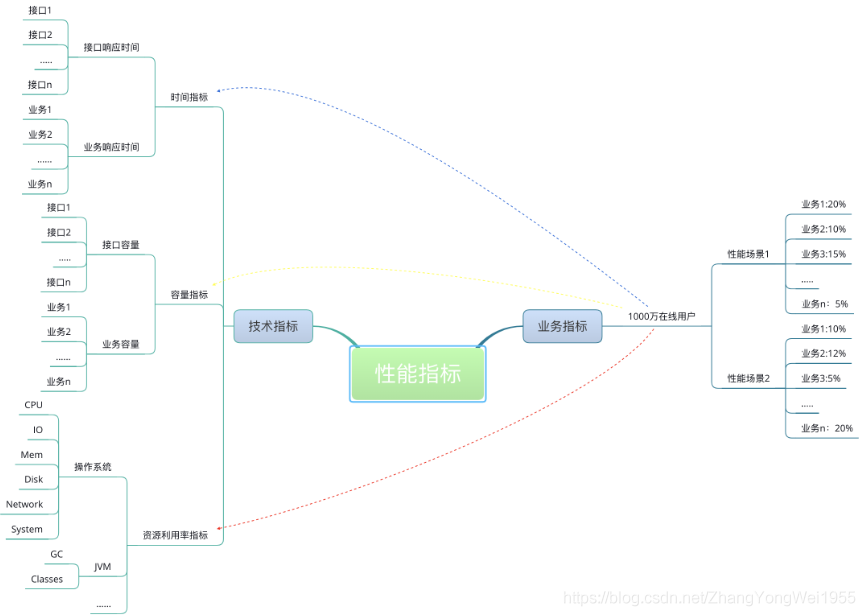 接口1
接口2
.....
接口n
接口响应时间
业务1
业务2
......
业务n
业务响应时间
时间指标
接口1
接口2
.....
接口n
接口容量
业务1
业务2
......
业务n
业务容量
容量指标
CPU
IO
Mem
Disk
Network
System
操作系统
GC
Classes
JVM
......
资源利用率指标
技术指标
性能指标
业务指标
1000万在线用户
性能场景1
业务1:20%
业务2:10%
业务3:15%
.....
业务n：5%
性能场景2
业务1:10%
业务2:12%
业务3:5%
.....
业务n：20%
https://blog.csdn.net/ZhangYongWei1955